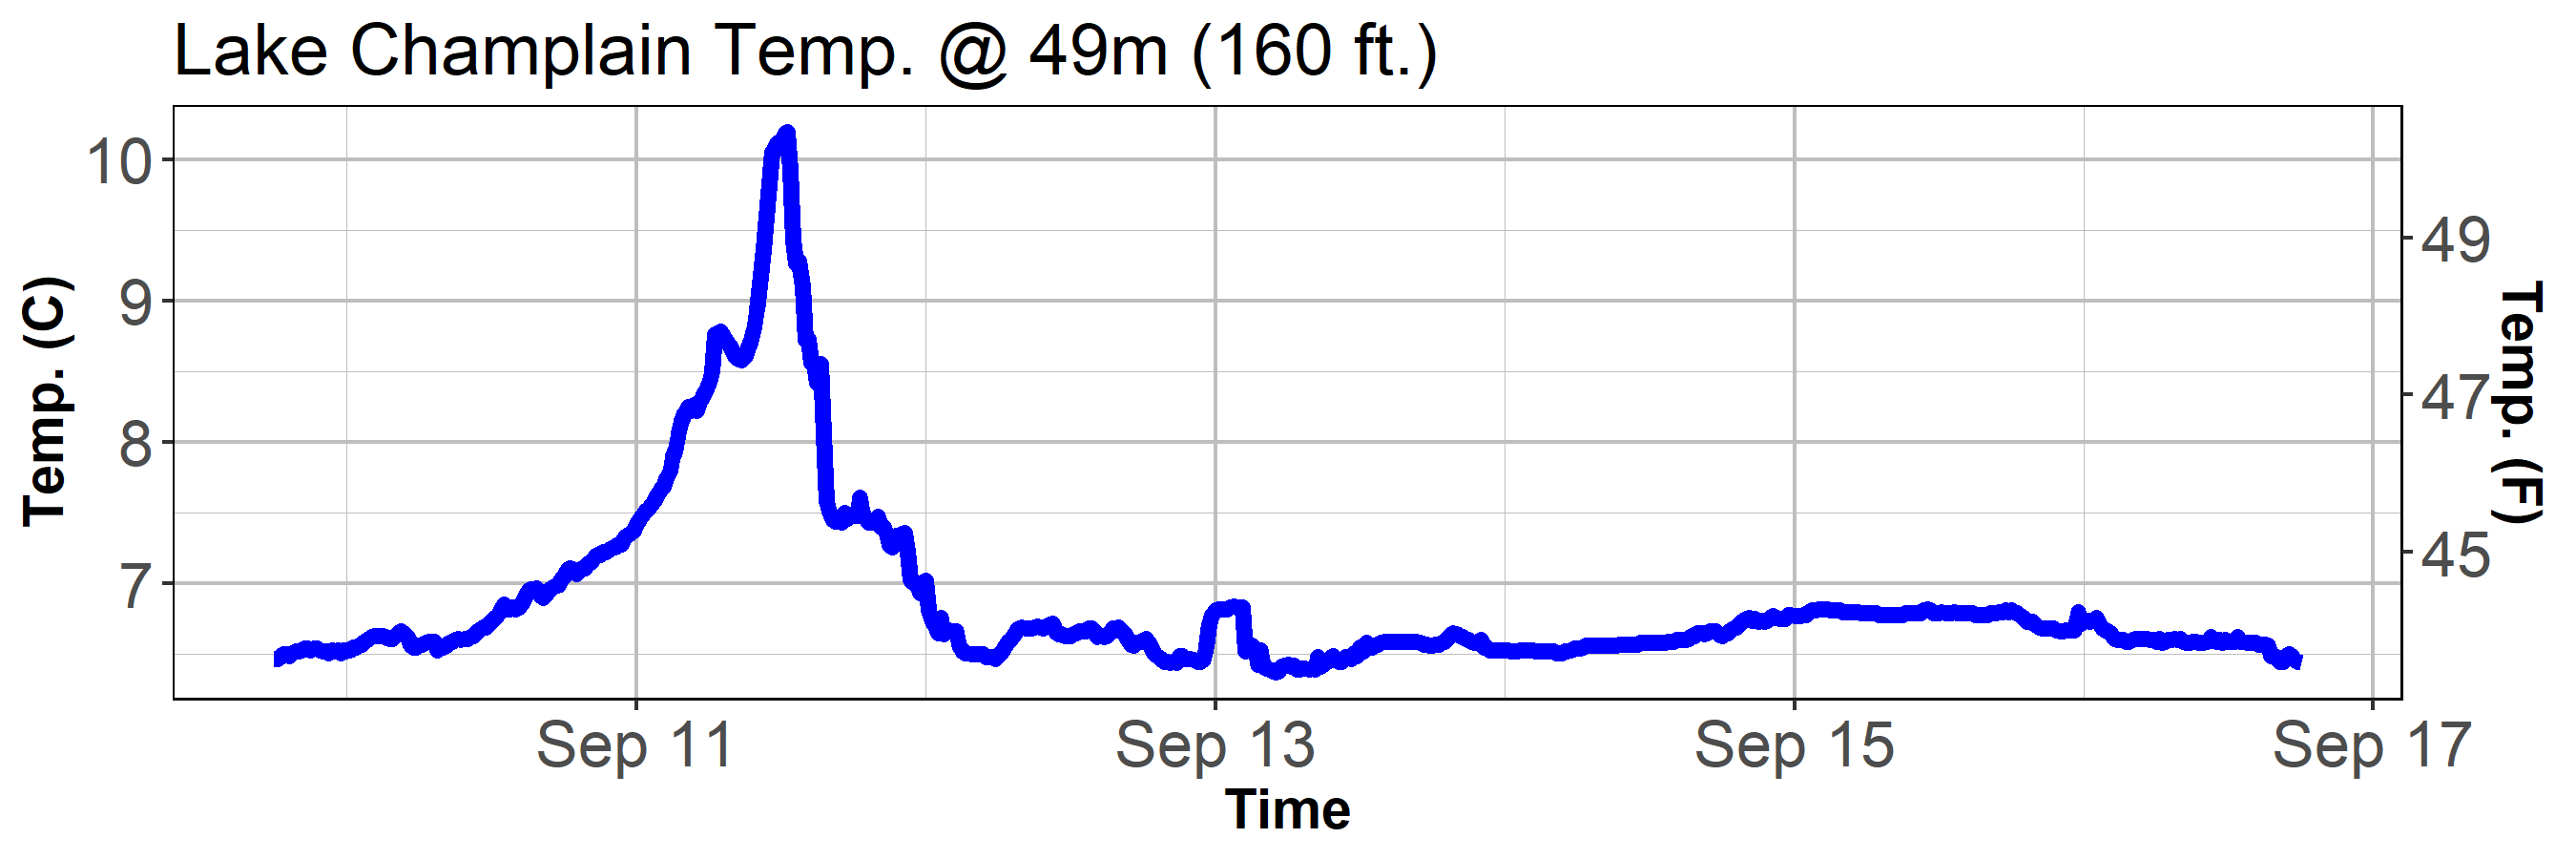 Lake Champlain Temp. @ 49m (160 ft.)
Temp. (C)
10
9
8
7
49
47
45
Temp. (F)
Sep 11
Sep 13
Sep 15
Sep 17
Time